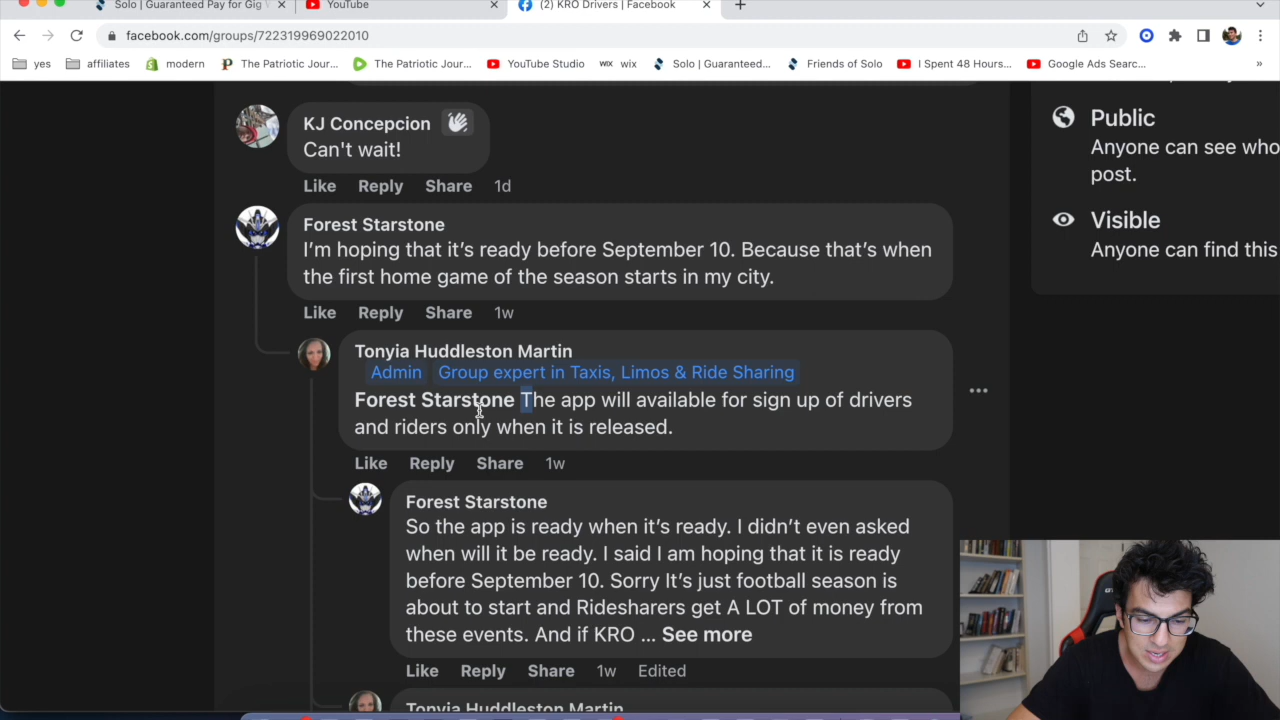 Solo | Guaranteed Pay for Gig
YouTube
(2) KRO Drivers | Facebook
facebook.com/groups/722319969022010
yes
affiliates
modern
The Patriotic Jour...
The Patriotic Jour...
YouTube Studio
WIX wix
Solo | Guaranteed...
Friends of Solo
I Spent 48 Hours...
Google Ads Searc...
»
KJ Concepcion
Can't wait!
Like Reply Share 1d
Forest Starstone
I'm hoping that it's ready before September 10. Because that's when
the first home game of the season starts in my city.
Like Reply Share 1w
Tonyia Huddleston Martin
Admin Group expert in Taxis, Limos & Ride Sharing
Forest Starstone The app will available for sign up of drivers
and riders only when it is released.
Like Reply Share 1w
Forest Starstone
So the app is ready when it's ready. I didn't even asked
when will it be ready. I said I am hoping that it is ready
before September 10. Sorry It's just football season is
about to start and Ridesharers get A LOT of money from
these events. And if KRO ... See more
Like Reply Share 1w Edited
Tonyia Huddleston Martin
Public
Anyone can see who
post.
Visible
Anyone can find this